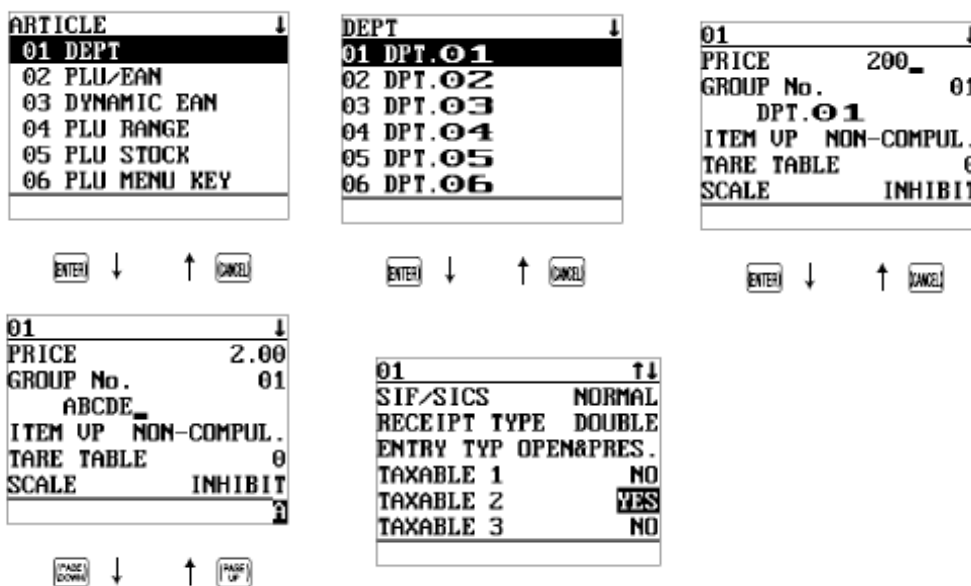 ARTICLE ↓
01 DEPT
02 PLU/EAN
03 DYNAMIC EAN
04 PLU RANGE
05 PLU STOCK
06 PLU MENU KEY
ENTER ↓ ↑ CANCEL
DEPT ↓
01 DPT.01
02 DPT.02
03 DPT.03
04 DPT.04
05 DPT.05
06 DPT.06
ENTER ↓ ↑ CANCEL
01 ↓
PRICE 200_
GROUP No. 01
DPT.01
ITEM VP NON-COMPUL.
TARE TABLE 0
SCALE INHIBIT
ENTER ↓ ↑ CANCEL
01 ↓
PRICE 2.00
GROUP No. 01
ABCDE_
ITEM VP NON-COMPUL.
TARE TABLE 0
SCALE INHIBIT
A
PAGE DOWN ↓ ↑ PAGE UP
01 ↑↓
SIF/SICS NORMAL
RECEIPT TYPE DOUBLE
ENTRY TYP OPEN&PRES.
TAXABLE 1 NO
TAXABLE 2 YES
TAXABLE 3 NO